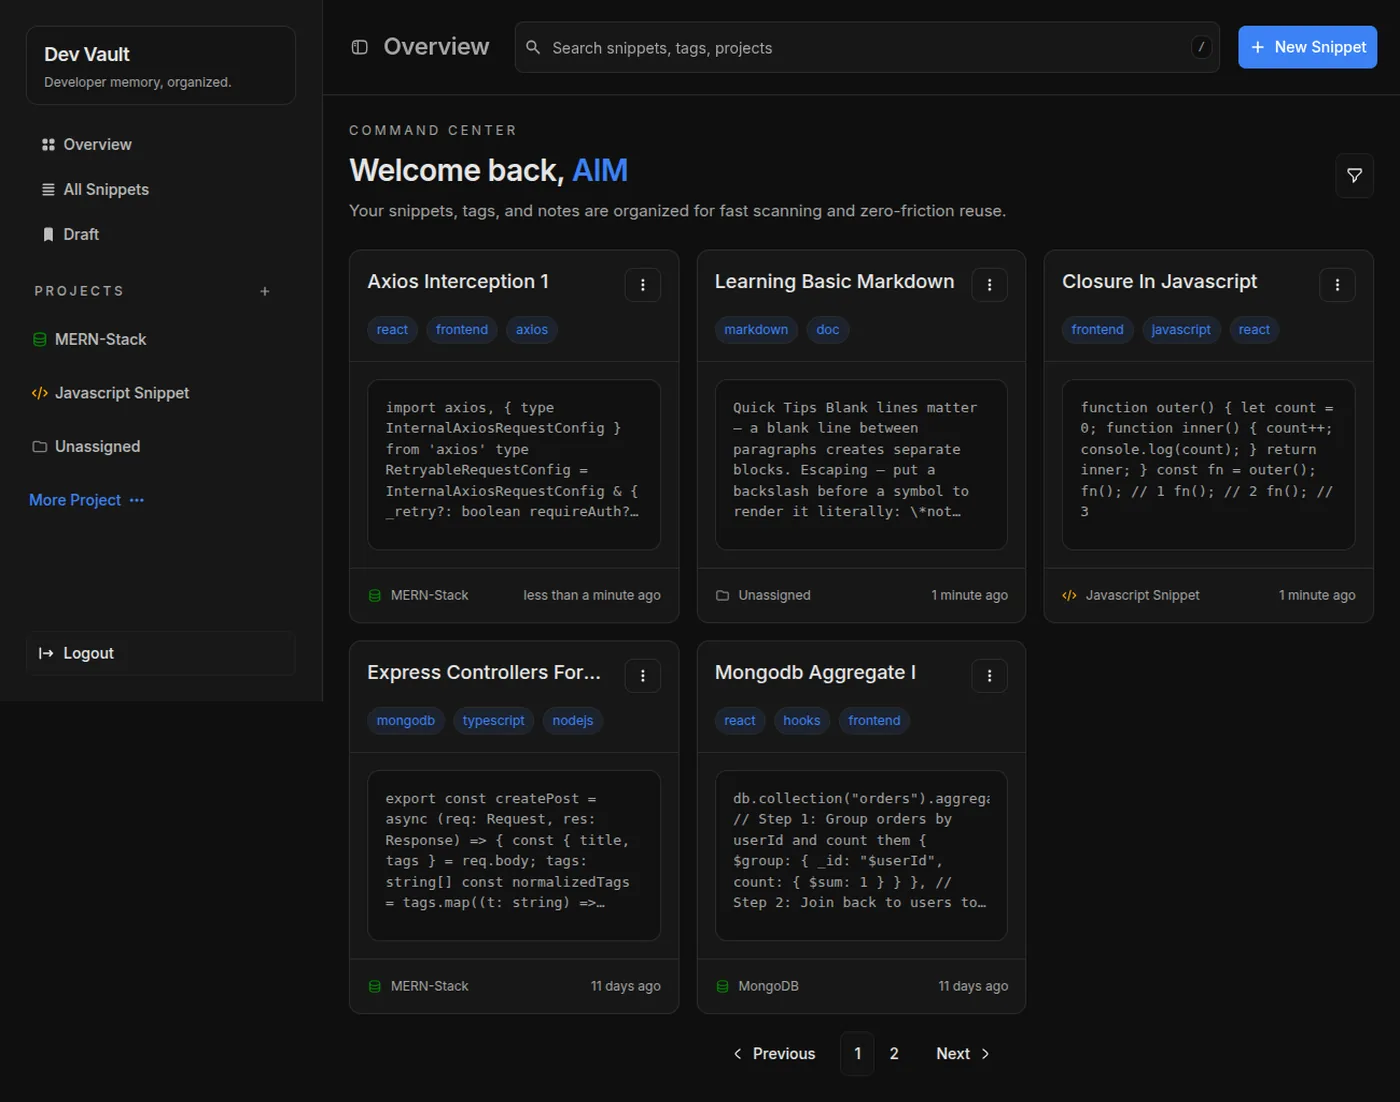 Dev Vault
Developer memory, organized.
Overview
All Snippets
Draft
PROJECTS +
MERN-Stack
</> Javascript Snippet
Unassigned
More Project ···
Logout
Overview
Search snippets, tags, projects /
+ New Snippet
COMMAND CENTER
Welcome back, AIM
Your snippets, tags, and notes are organized for fast scanning and zero-friction reuse.
Axios Interception 1
react frontend axios
import axios, { type
InternalAxiosRequestConfig }
from 'axios' type
RetryableRequestConfig =
InternalAxiosRequestConfig & {
_retry?: boolean requireAuth?…
MERN-Stack less than a minute ago
Learning Basic Markdown
markdown doc
Quick Tips Blank lines matter
— a blank line between
paragraphs creates separate
blocks. Escaping — put a
backslash before a symbol to
render it literally: \*not…
Unassigned 1 minute ago
Closure In Javascript
frontend javascript react
function outer() { let count =
0; function inner() { count++;
console.log(count); } return
inner; } const fn = outer();
fn(); // 1 fn(); // 2 fn(); //
3
</> Javascript Snippet 1 minute ago
Express Controllers For...
mongodb typescript nodejs
export const createPost =
async (req: Request, res:
Response) => { const { title,
tags } = req.body; tags:
string[] const normalizedTags
= tags.map((t: string) =>…
MERN-Stack 11 days ago
Mongodb Aggregate I
react hooks frontend
db.collection("orders").aggrega
// Step 1: Group orders by
userId and count them {
$group: { _id: "$userId",
count: { $sum: 1 } } }, //
Step 2: Join back to users to…
MongoDB 11 days ago
< Previous 1 2 Next >